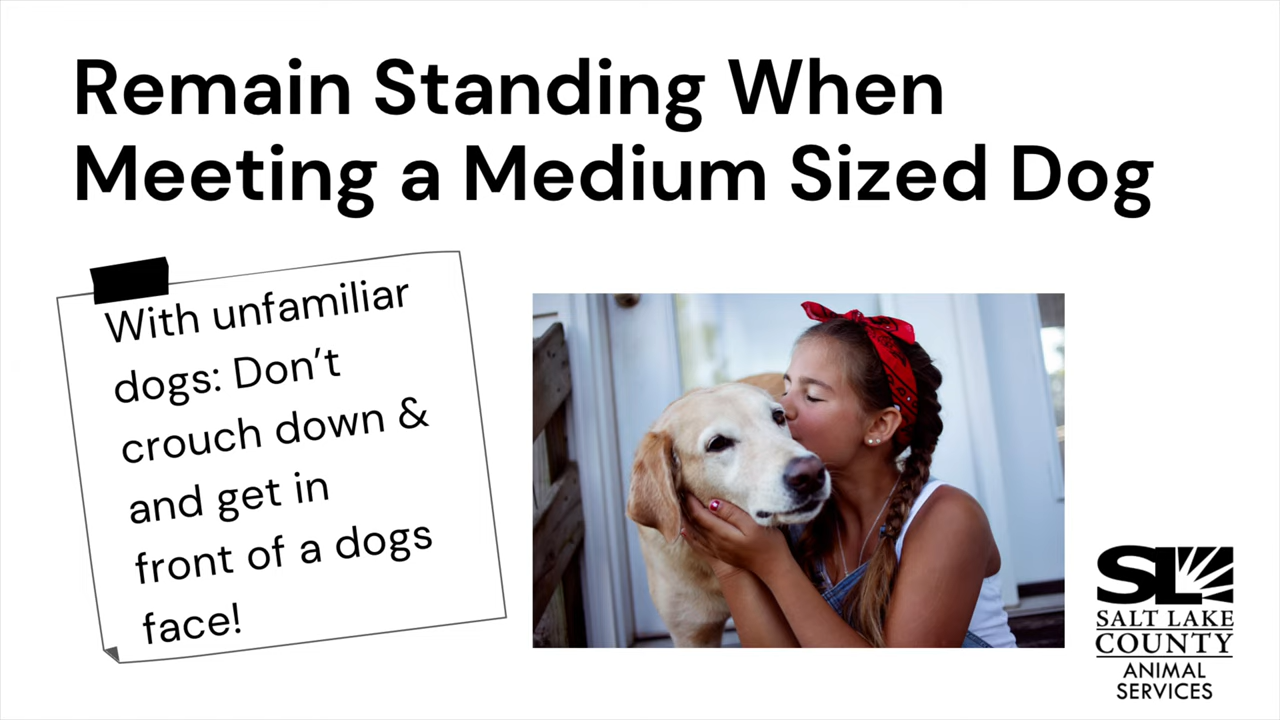 Remain Standing When
Meeting a Medium Sized Dog
With unfamiliar
dogs: Don’t
crouch down &
and get in
front of a dogs
face!
SL
SALT LAKE
COUNTY
ANIMAL
SERVICES